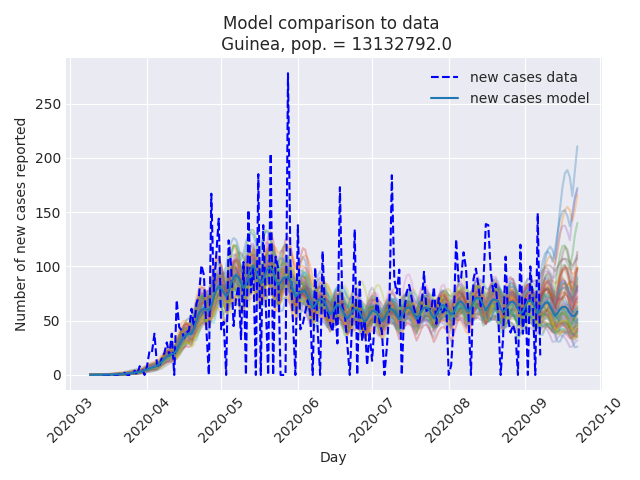 Model comparison to data
Guinea, pop. = 13132792.0
new cases data
new cases model
Number of new cases reported
250
200
150
100
50
0
2020-03
2020-04
2020-05
2020-06
2020-07
2020-08
2020-09
2020-10
Day